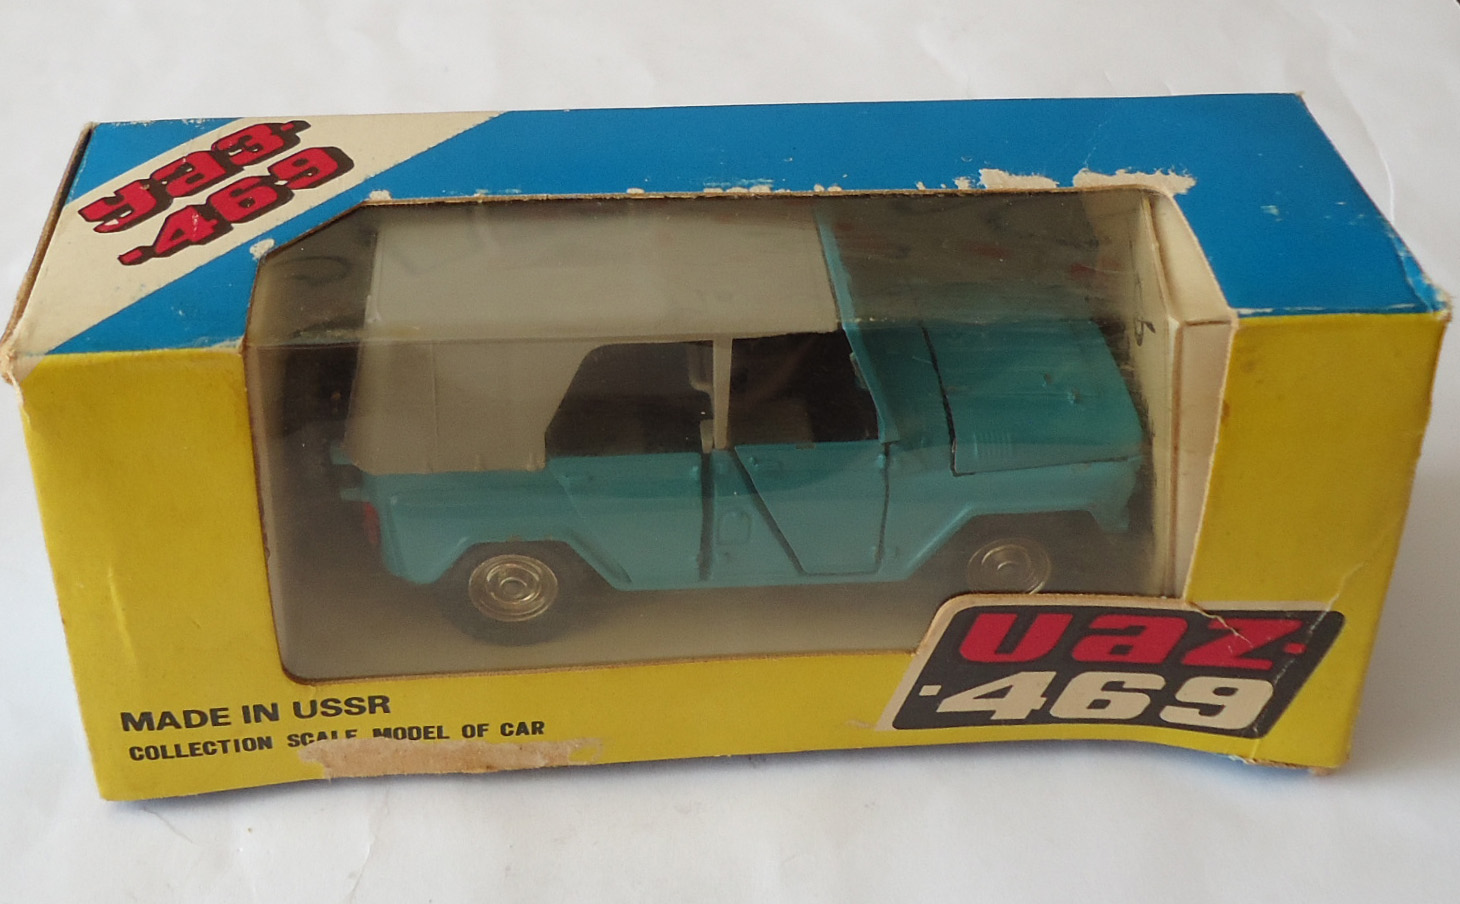 уаз·
·469
MADE IN USSR
COLLECTION SCALE MODEL OF CAR
uaz·
·469